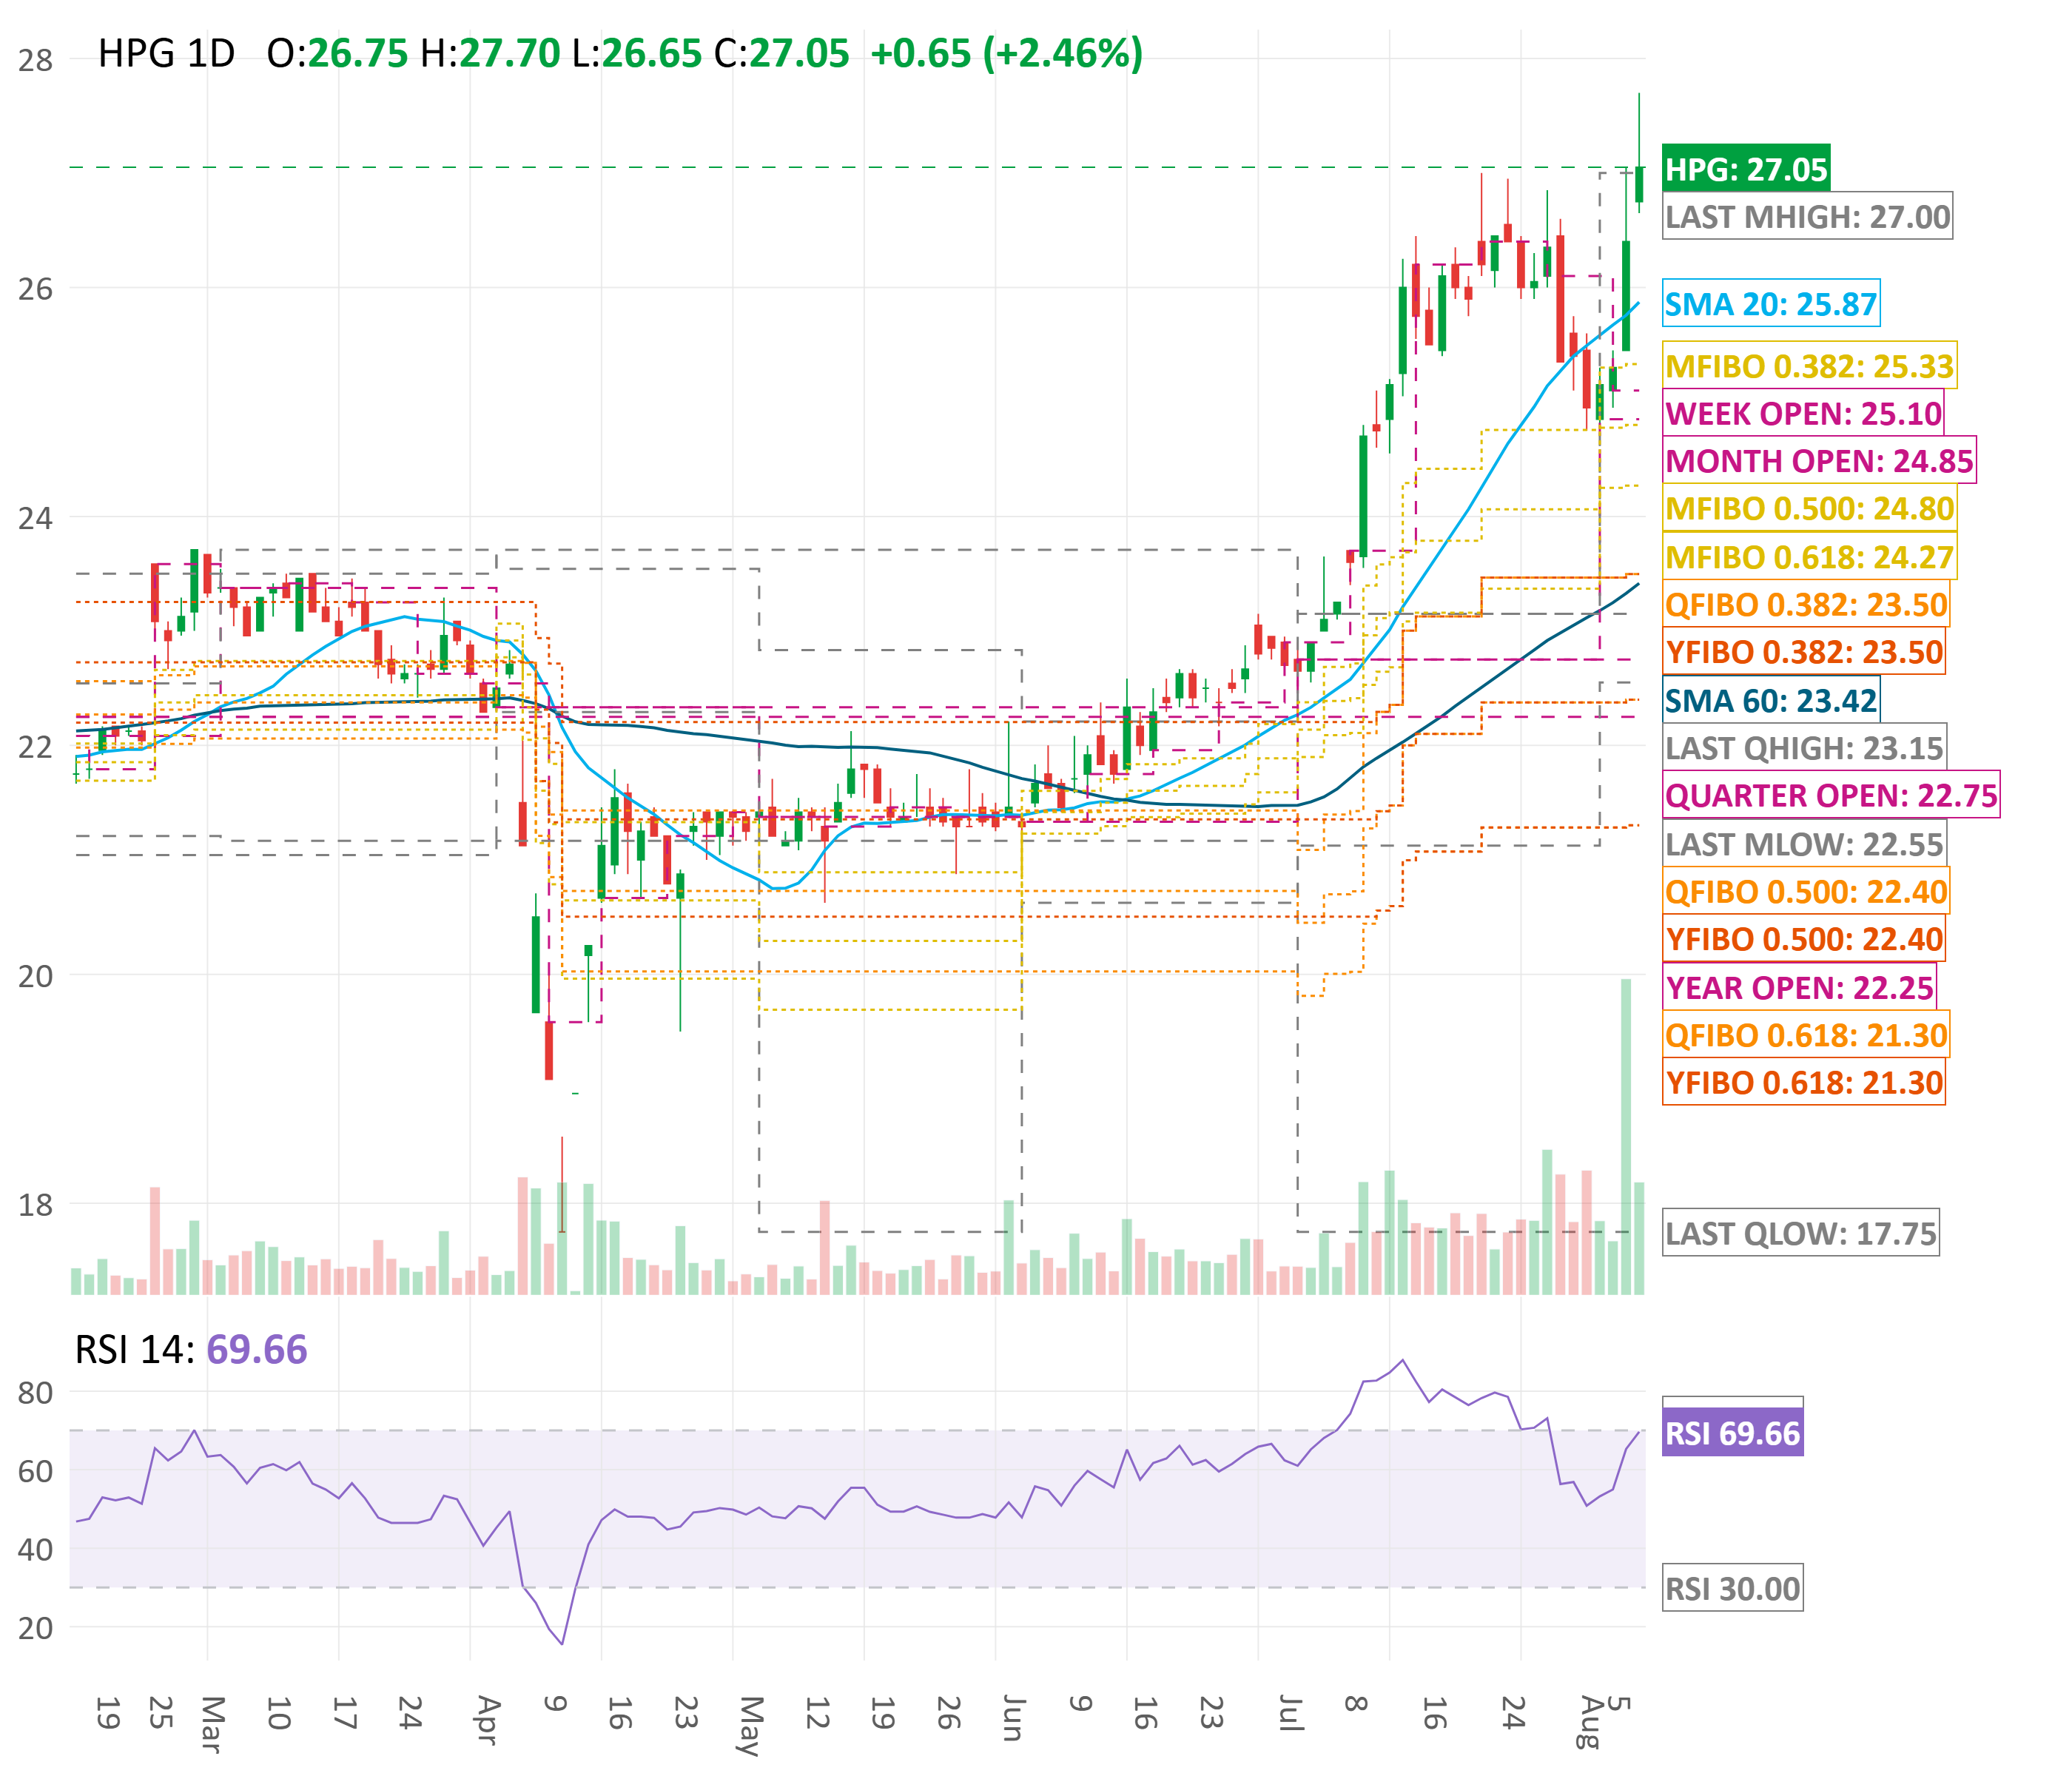 HPG 1D O:26.75 H:27.70 L:26.65 C:27.05 +0.65 (+2.46%)
28
26
24
22
20
18
HPG: 27.05
LAST MHIGH: 27.00
SMA 20: 25.87
MFIBO 0.382: 25.33
WEEK OPEN: 25.10
MONTH OPEN: 24.85
MFIBO 0.500: 24.80
MFIBO 0.618: 24.27
QFIBO 0.382: 23.50
YFIBO 0.382: 23.50
SMA 60: 23.42
LAST QHIGH: 23.15
QUARTER OPEN: 22.75
LAST MLOW: 22.55
QFIBO 0.500: 22.40
YFIBO 0.500: 22.40
YEAR OPEN: 22.25
QFIBO 0.618: 21.30
YFIBO 0.618: 21.30
LAST QLOW: 17.75
RSI 14: 69.66
80
60
40
20
RSI 69.66
RSI 30.00
19 25 Mar 10 17 24 Apr 9 16 23 May 12 19 26 Jun 9 16 23 Jul 8 16 24 Aug 5